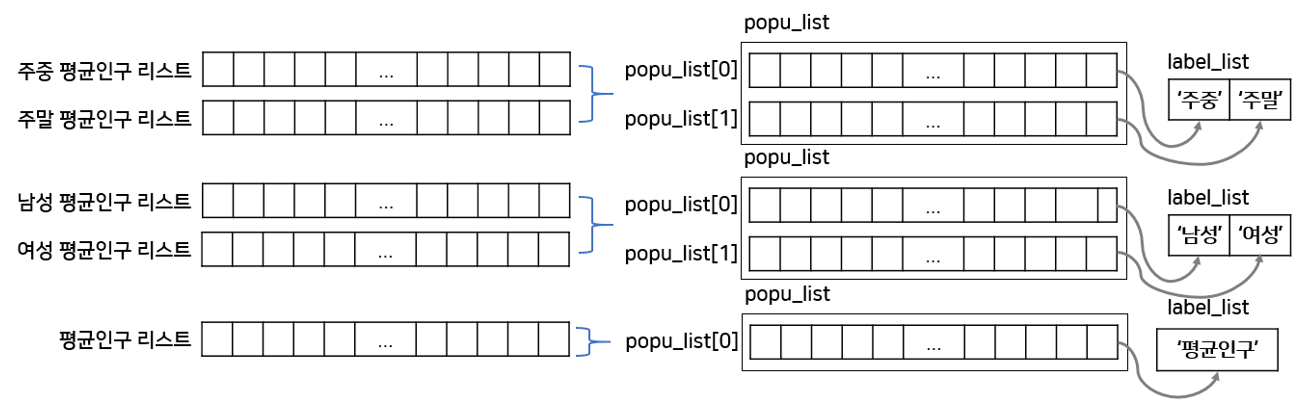 popu_list
주중 평균인구 리스트
...
popu_list[0]
...
label_list
'주중' '주말'
주말 평균인구 리스트
...
popu_list[1]
...
popu_list
남성 평균인구 리스트
...
popu_list[0]
...
label_list
'남성' '여성'
여성 평균인구 리스트
...
popu_list[1]
...
popu_list
label_list
평균인구 리스트
...
popu_list[0]
...
'평균인구'